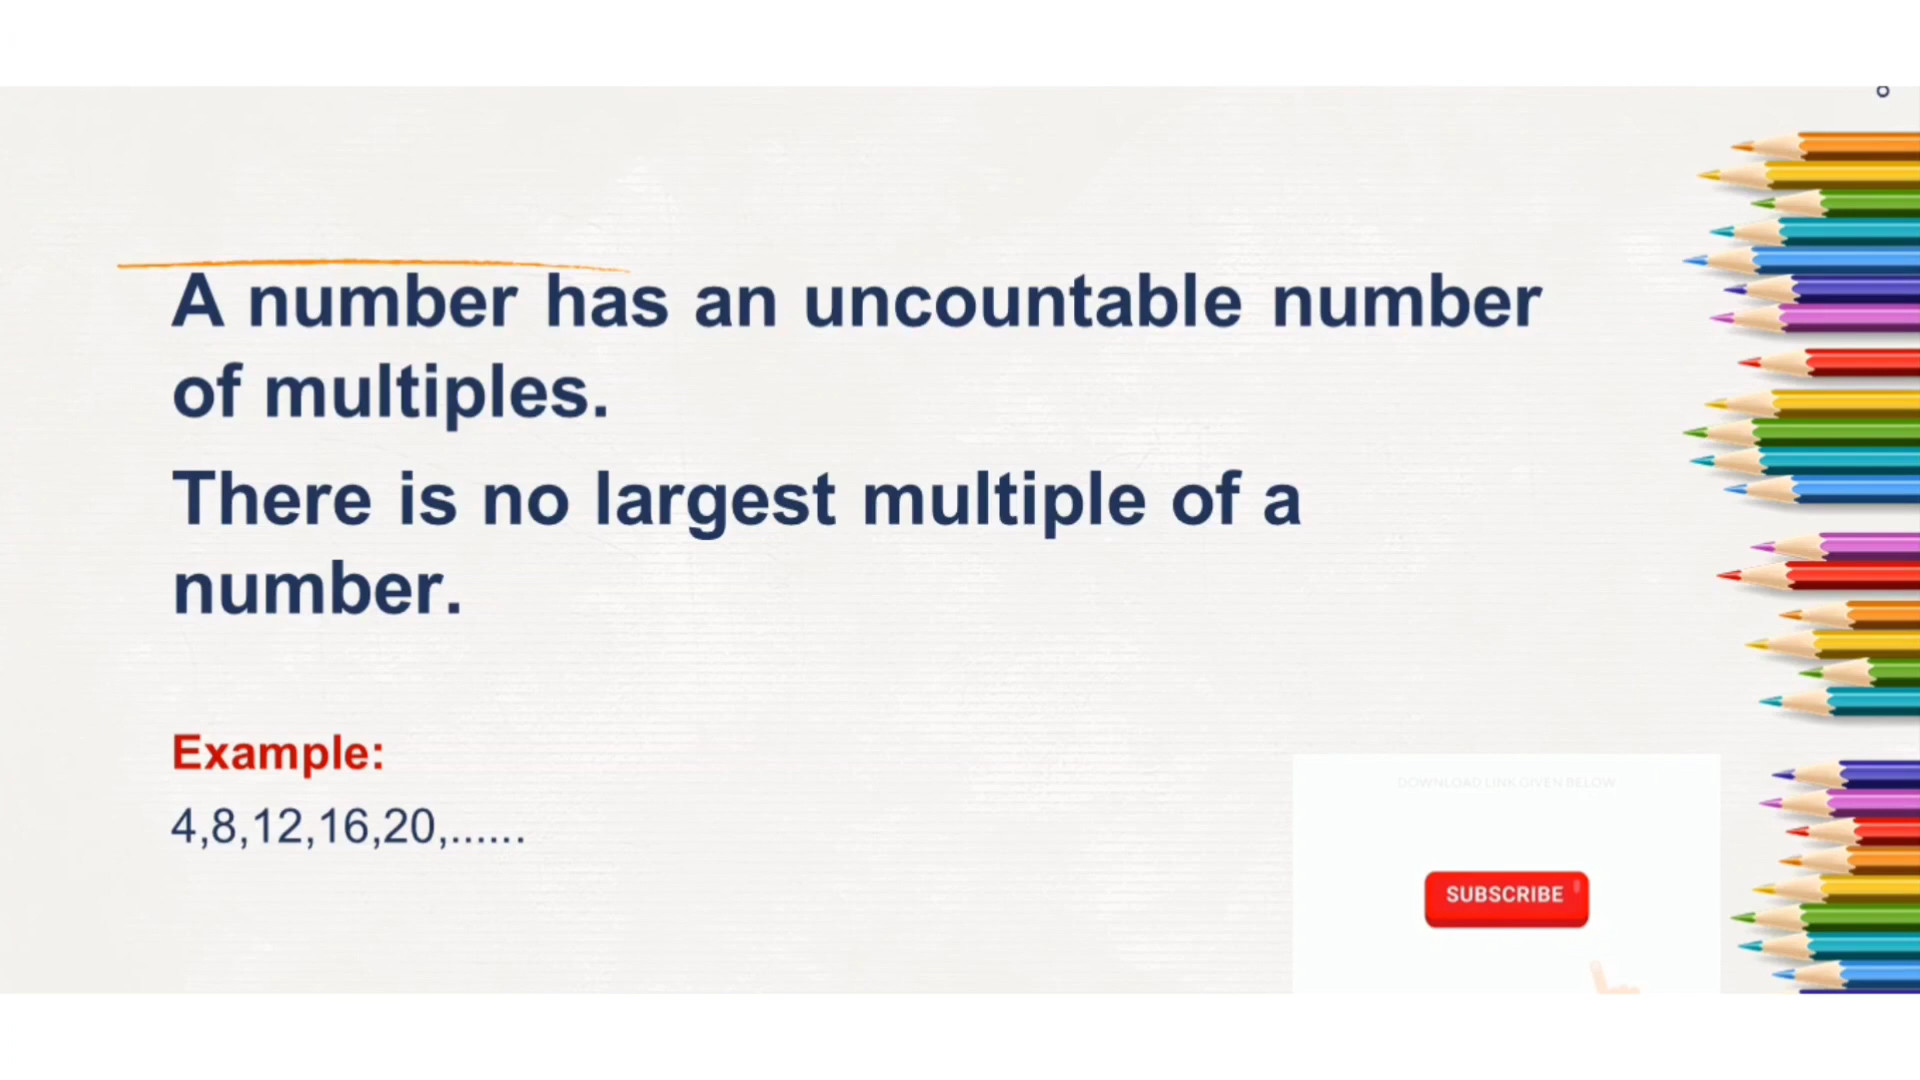 A number has an uncountable number
of multiples.
There is no largest multiple of a
number.
Example:
4,8,12,16,20,......
DOWNLOAD LINK GIVEN BELOW
SUBSCRIBE